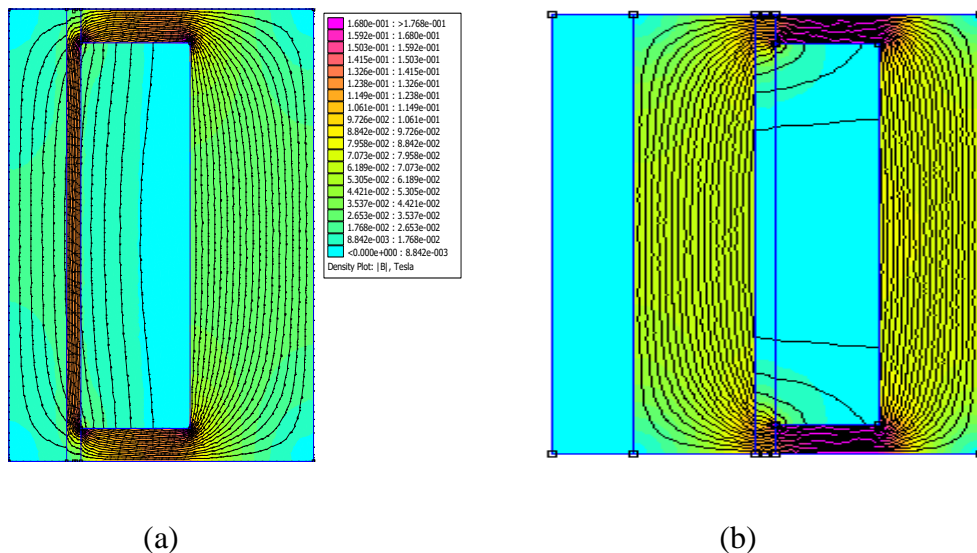 1.680e-001 : >1.768e-001
1.592e-001 : 1.680e-001
1.503e-001 : 1.592e-001
1.415e-001 : 1.503e-001
1.326e-001 : 1.415e-001
1.238e-001 : 1.326e-001
1.149e-001 : 1.238e-001
1.061e-001 : 1.149e-001
9.726e-002 : 1.061e-001
8.842e-002 : 9.726e-002
7.958e-002 : 8.842e-002
7.073e-002 : 7.958e-002
6.189e-002 : 7.073e-002
5.305e-002 : 6.189e-002
4.421e-002 : 5.305e-002
3.537e-002 : 4.421e-002
2.653e-002 : 3.537e-002
1.768e-002 : 2.653e-002
8.842e-003 : 1.768e-002
<0.000e+000 : 8.842e-003
Density Plot: |B|, Tesla
(a)
(b)